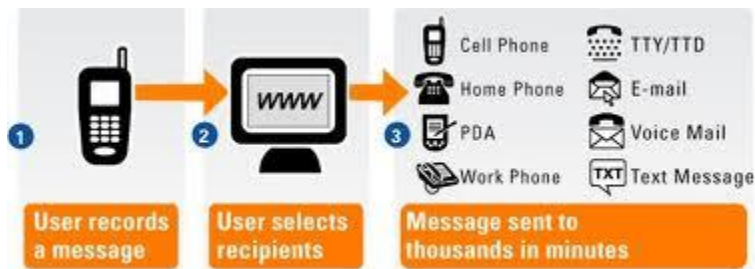 1
User records
a message
2
www
User selects
recipients
3
Cell Phone
Home Phone
PDA
Work Phone
TTY/TTD
E-mail
Voice Mail
TXT Text Message
Message sent to
thousands in minutes